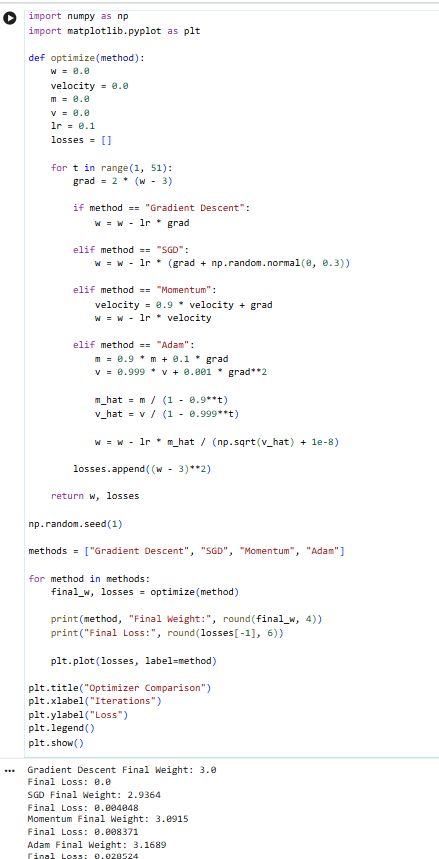 import numpy as np
import matplotlib.pyplot as plt
def optimize(method):
    w = 0.0
    velocity = 0.0
    m = 0.0
    v = 0.0
    lr = 0.1
    losses = []
    for t in range(1, 51):
        grad = 2 * (w - 3)
        if method == "Gradient Descent":
            w = w - lr * grad
        elif method == "SGD":
            w = w - lr * (grad + np.random.normal(0, 0.3))
        elif method == "Momentum":
            velocity = 0.9 * velocity + grad
            w = w - lr * velocity
        elif method == "Adam":
            m = 0.9 * m + 0.1 * grad
            v = 0.999 * v + 0.001 * grad**2
            m_hat = m / (1 - 0.9**t)
            v_hat = v / (1 - 0.999**t)
            w = w - lr * m_hat / (np.sqrt(v_hat) + 1e-8)
        losses.append((w - 3)**2)
    return w, losses
np.random.seed(1)
methods = ["Gradient Descent", "SGD", "Momentum", "Adam"]
for method in methods:
    final_w, losses = optimize(method)
    print(method, "Final Weight:", round(final_w, 4))
    print("Final Loss:", round(losses[-1], 6))
    plt.plot(losses, label=method)
plt.title("Optimizer Comparison")
plt.xlabel("Iterations")
plt.ylabel("Loss")
plt.legend()
plt.show()
Gradient Descent Final Weight: 3.0
Final Loss: 0.0
SGD Final Weight: 2.9364
Final Loss: 0.004048
Momentum Final Weight: 3.0915
Final Loss: 0.008371
Adam Final Weight: 3.1689
Final Loss: 0.028524